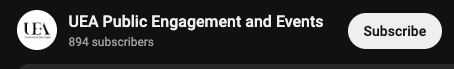 UEA
UEA Public Engagement and Events
894 subscribers
Subscribe